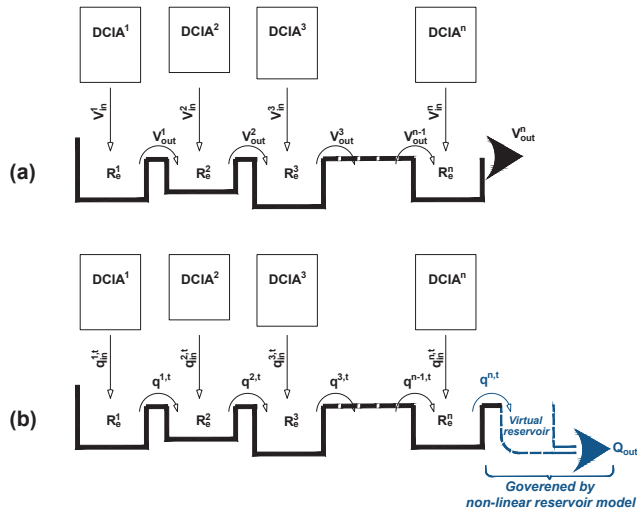 DCIA¹ DCIA² DCIA³ DCIAⁿ
V¹in V²in V³in Vⁿin
V¹out V²out V³out Vⁿ⁻¹out Vⁿout
(a) R¹e R²e R³e Rⁿe
DCIA¹ DCIA² DCIA³ DCIAⁿ
q¹,ᵗin q²,ᵗin q³,ᵗin qⁿ,ᵗin
q¹,ᵗ q²,ᵗ q³,ᵗ qⁿ⁻¹,ᵗ qⁿ,ᵗ
(b) R¹e R²e R³e Rⁿe
Virtual
reservoir
Qout
Goverened by
non-linear reservoir model